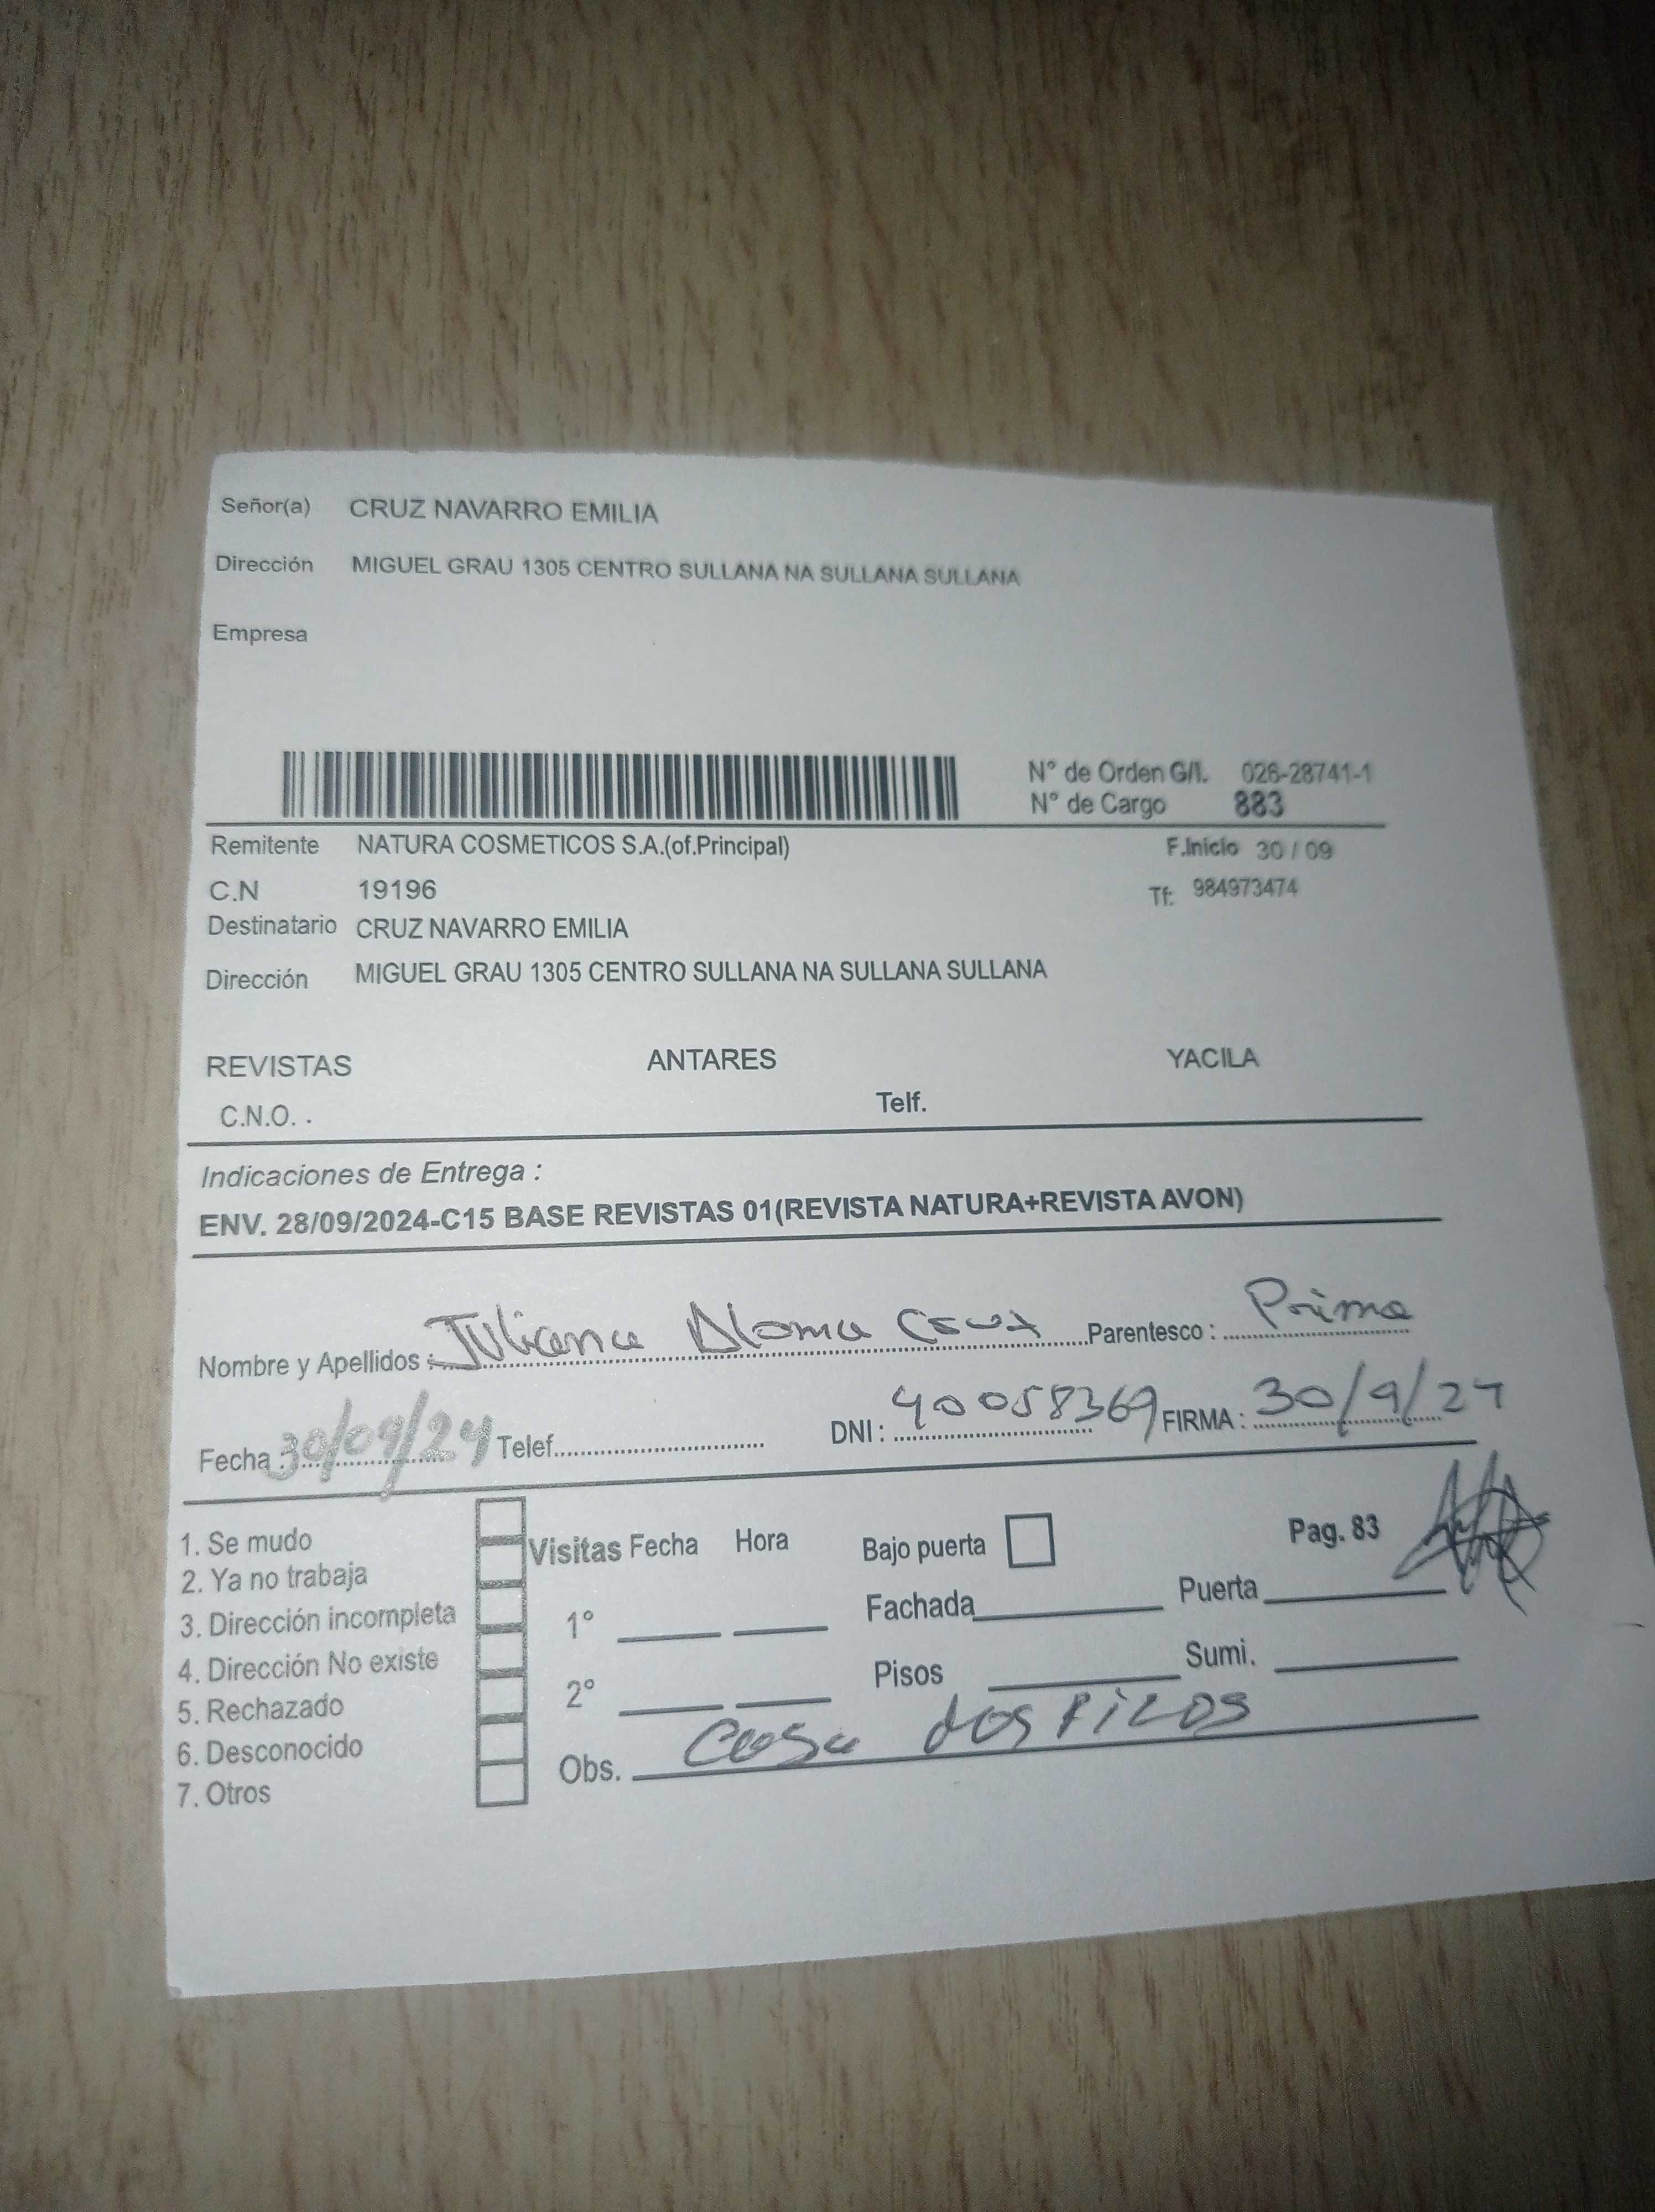 Señor(a) CRUZ NAVARRO EMILIA
Dirección MIGUEL GRAU 1305 CENTRO SULLANA NA SULLANA SULLANA
Empresa
N° de Orden G/I. 026-28741-1
N° de Cargo 883
Remitente NATURA COSMETICOS S.A.(of.Principal) F.Inicio 30 / 09
C.N 19196 Tf: 984973474
Destinatario CRUZ NAVARRO EMILIA
Dirección MIGUEL GRAU 1305 CENTRO SULLANA NA SULLANA SULLANA
REVISTAS ANTARES YACILA
C.N.O. . Telf.
Indicaciones de Entrega :
ENV. 28/09/2024-C15 BASE REVISTAS 01(REVISTA NATURA+REVISTA AVON)
Nombre y Apellidos : Juliana Cruz Parentesco : Prima
Fecha : 30/09/24 Telef. DNI : 40058369 FIRMA : 30/9/24
1. Se mudo
2. Ya no trabaja
3. Dirección incompleta
4. Dirección No existe
5. Rechazado
6. Desconocido
7. Otros
Visitas Fecha Hora
1°
2°
Bajo puerta Pag. 83
Fachada Puerta
Pisos Sumi.
Obs. Casa dos Pisos